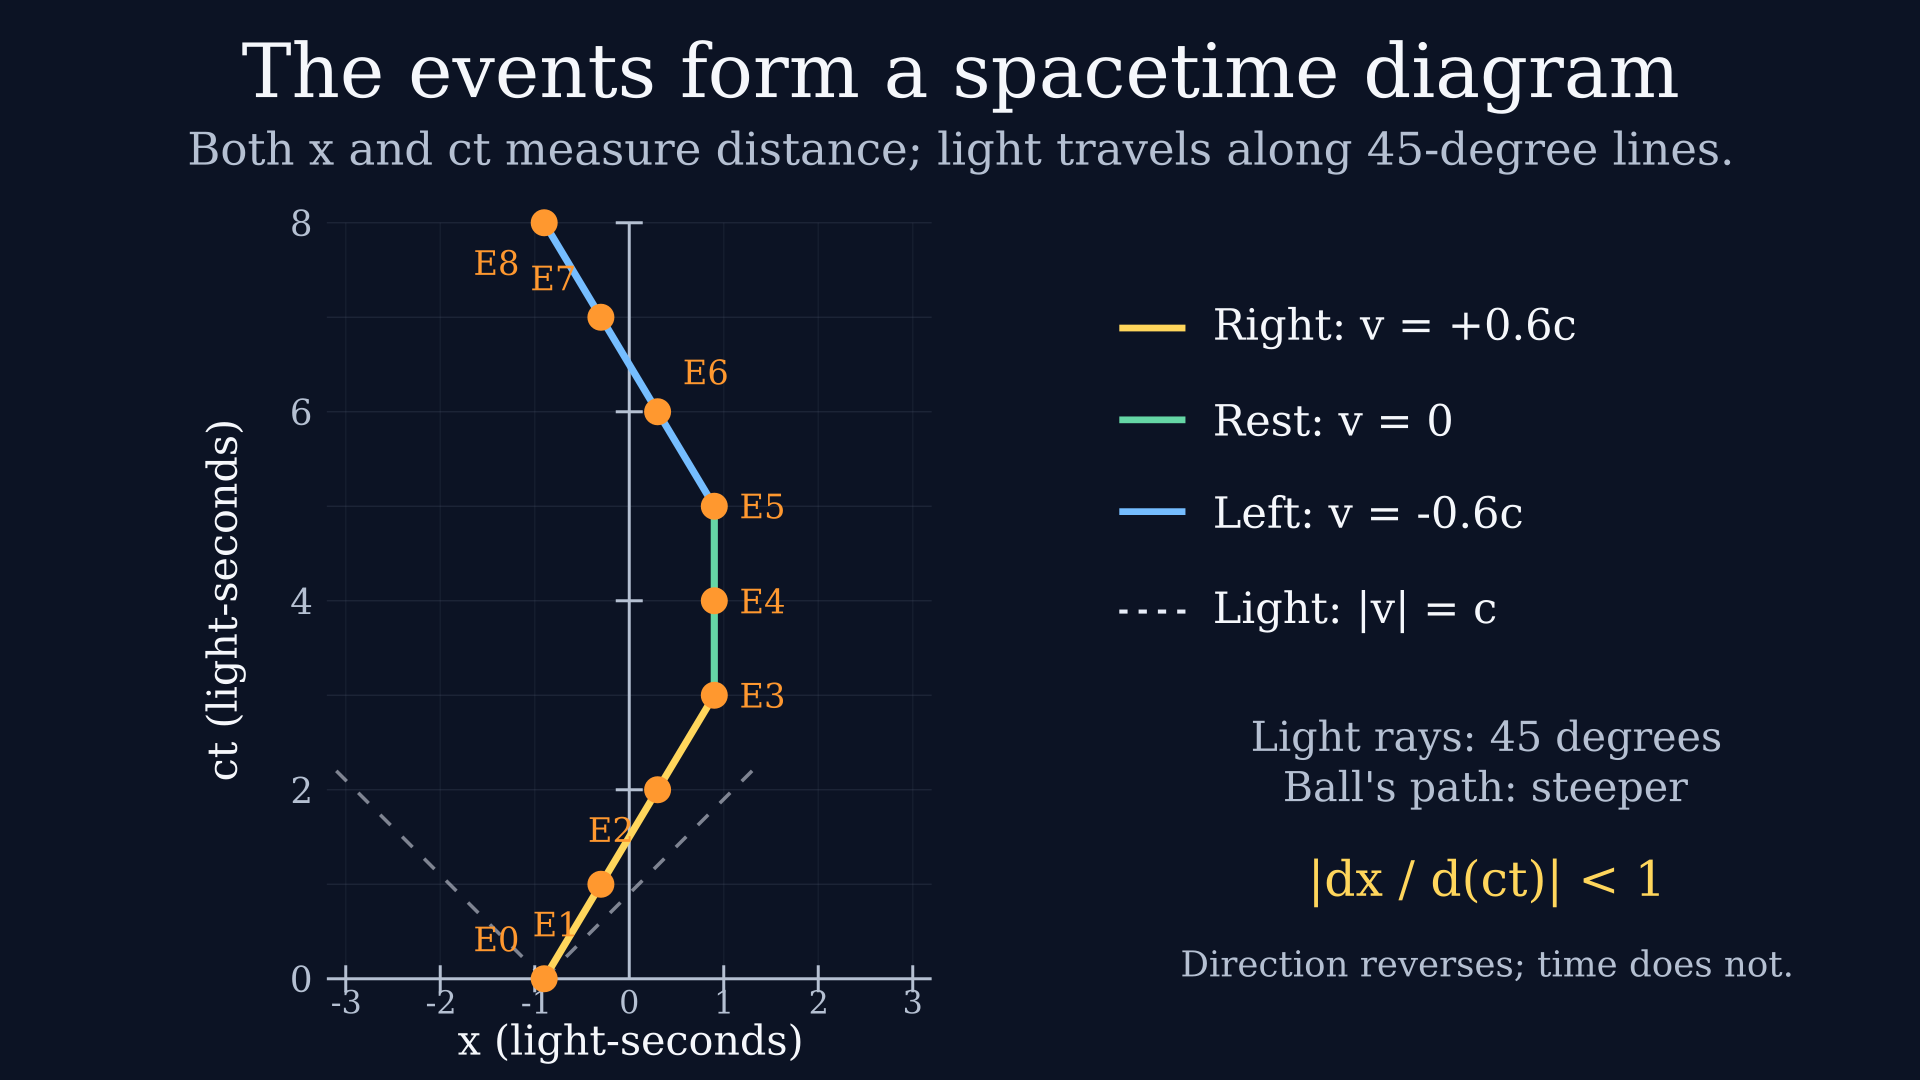 The events form a spacetime diagram
Both x and ct measure distance; light travels along 45-degree lines.
8
E8
E7
E6
6
E5
4
E4
E3
2
E2
E1
E0
0
-3 -2 -1 0 1 2 3
x (light-seconds)
ct (light-seconds)
Right: v = +0.6c
Rest: v = 0
Left: v = -0.6c
Light: |v| = c
Light rays: 45 degrees
Ball's path: steeper
|dx / d(ct)| < 1
Direction reverses; time does not.